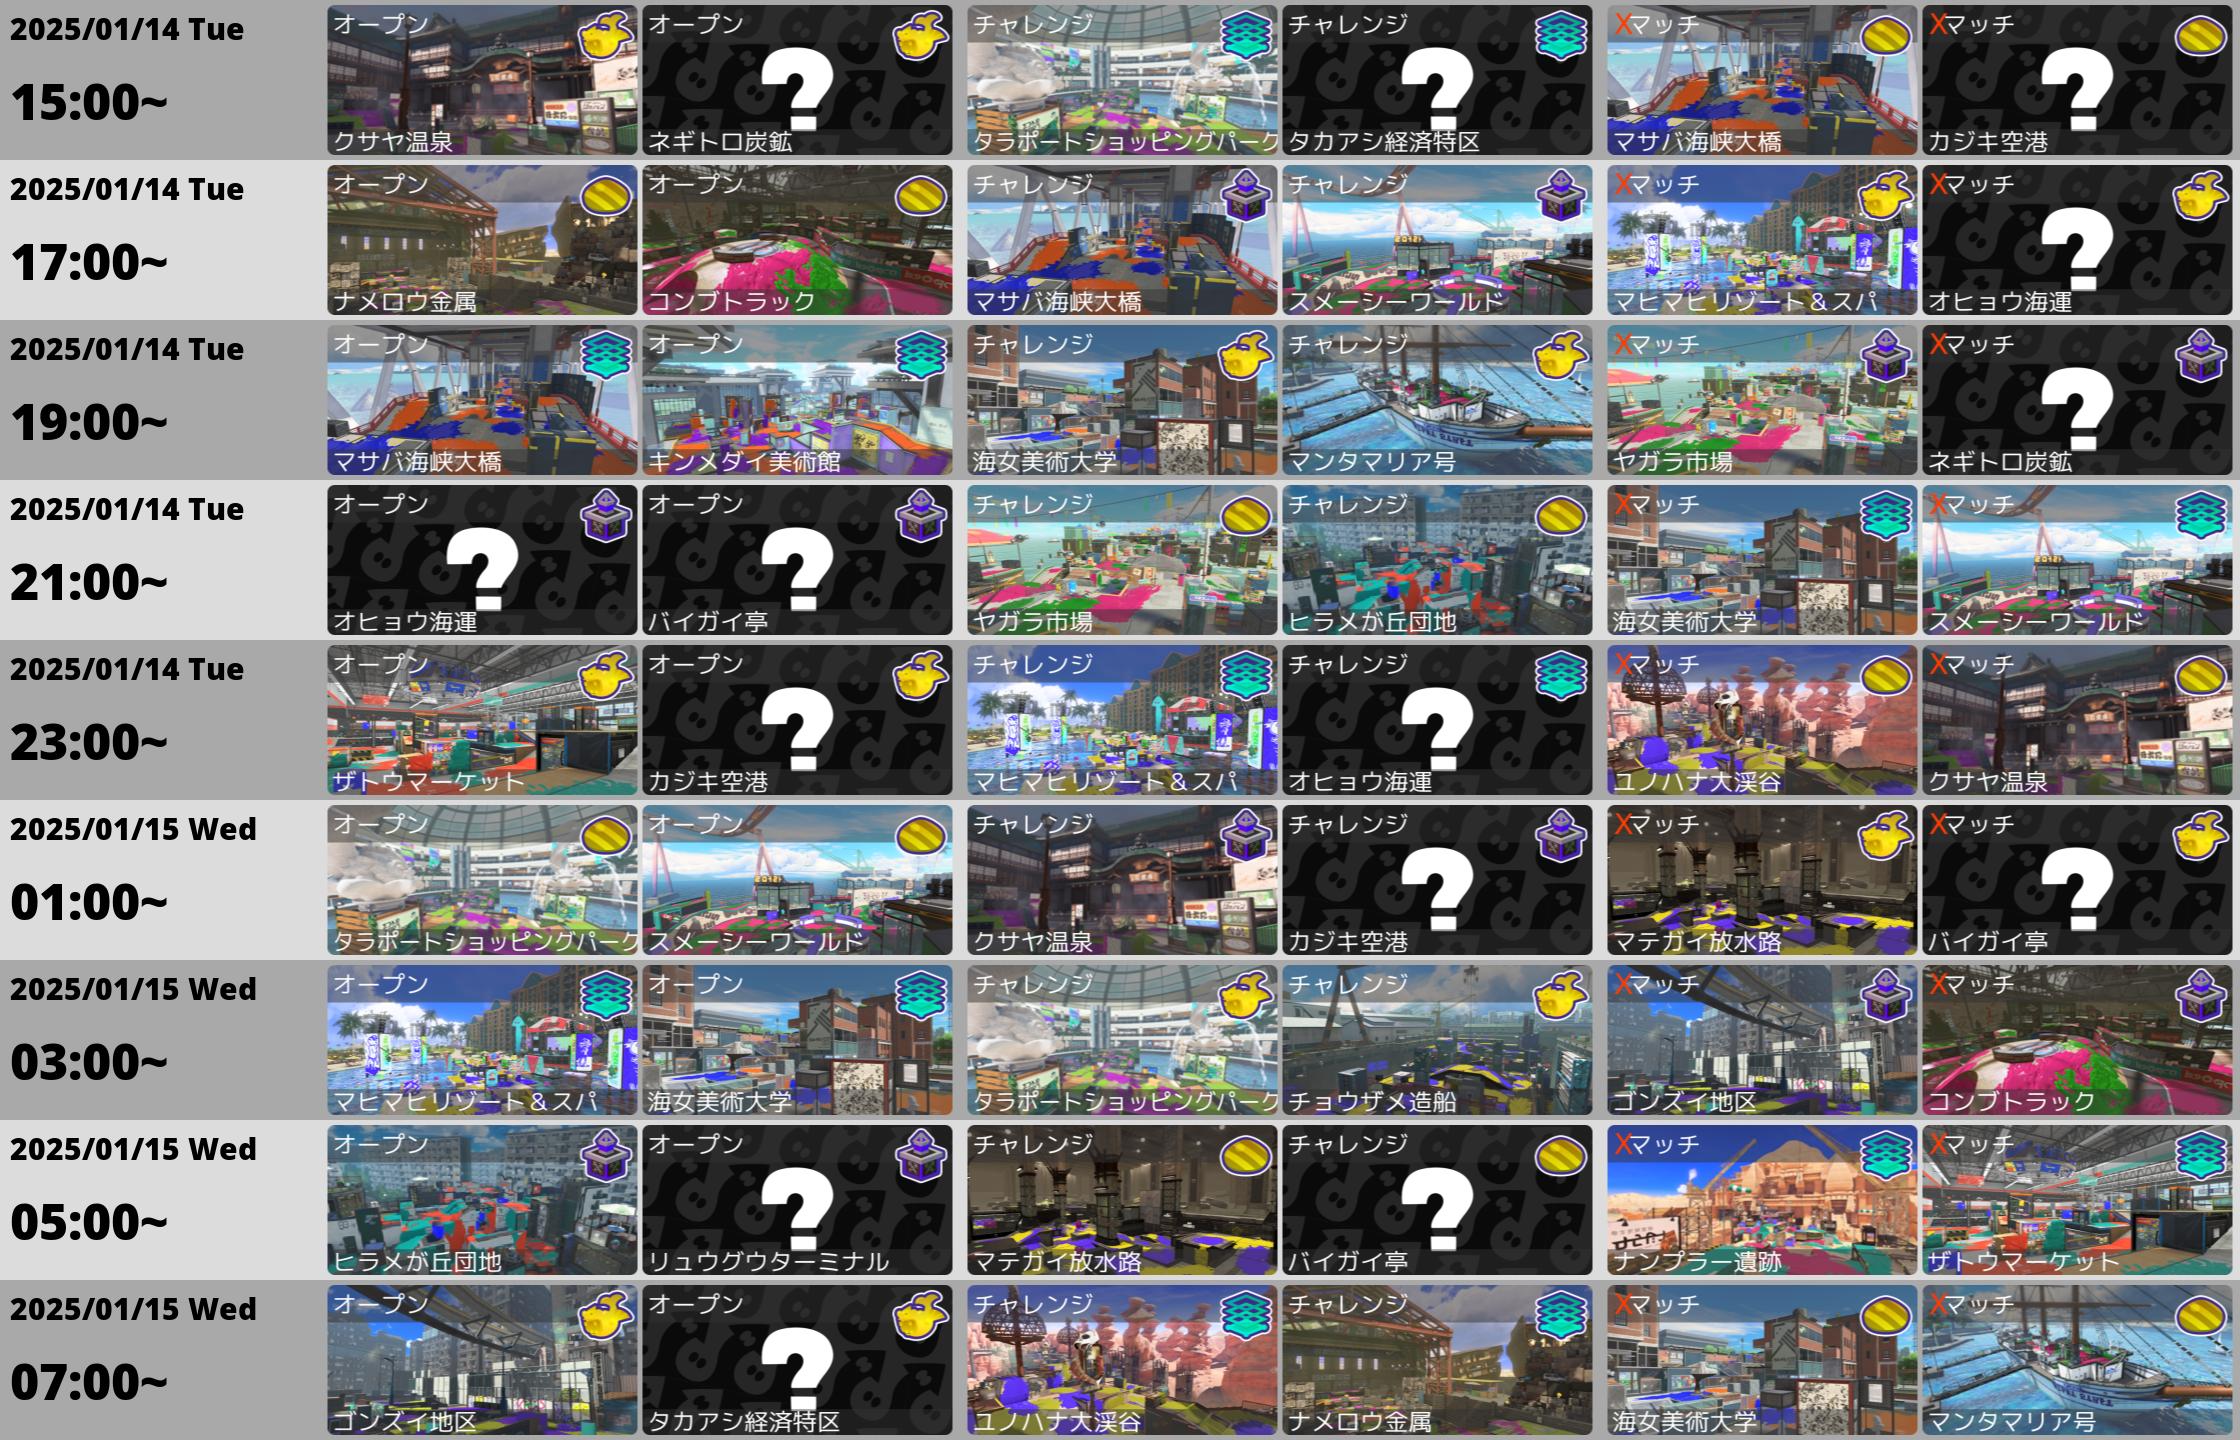 2025/01/14 Tue
15:00~
オープン
クサヤ温泉
オープン
ネギトロ炭鉱
チャレンジ
タラポートショッピングパーク
チャレンジ
タカアシ経済特区
Xマッチ
マサバ海峡大橋
Xマッチ
カジキ空港
2025/01/14 Tue
17:00~
オープン
ナメロウ金属
オープン
コンブトラック
チャレンジ
マサバ海峡大橋
チャレンジ
スメーシーワールド
Xマッチ
マヒマヒリゾート＆スパ
Xマッチ
オヒョウ海運
2025/01/14 Tue
19:00~
オープン
マサバ海峡大橋
オープン
キンメダイ美術館
チャレンジ
海女美術大学
チャレンジ
マンタマリア号
Xマッチ
ヤガラ市場
Xマッチ
ネギトロ炭鉱
2025/01/14 Tue
21:00~
オープン
オヒョウ海運
オープン
バイガイ亭
チャレンジ
ヤガラ市場
チャレンジ
ヒラメが丘団地
Xマッチ
海女美術大学
Xマッチ
スメーシーワールド
2025/01/14 Tue
23:00~
オープン
ザトウマーケット
オープン
カジキ空港
チャレンジ
マヒマヒリゾート＆スパ
チャレンジ
オヒョウ海運
Xマッチ
ユノハナ大渓谷
Xマッチ
クサヤ温泉
2025/01/15 Wed
01:00~
オープン
タラポートショッピングパーク
オープン
スメーシーワールド
チャレンジ
クサヤ温泉
チャレンジ
カジキ空港
Xマッチ
マテガイ放水路
Xマッチ
バイガイ亭
2025/01/15 Wed
03:00~
オープン
マヒマヒリゾート＆スパ
オープン
海女美術大学
チャレンジ
タラポートショッピングパーク
チャレンジ
チョウザメ造船
Xマッチ
ゴンズイ地区
Xマッチ
コンブトラック
2025/01/15 Wed
05:00~
オープン
ヒラメが丘団地
オープン
リュウグウターミナル
チャレンジ
マテガイ放水路
チャレンジ
バイガイ亭
Xマッチ
ナンプラー遺跡
Xマッチ
ザトウマーケット
2025/01/15 Wed
07:00~
オープン
ゴンズイ地区
オープン
タカアシ経済特区
チャレンジ
ユノハナ大渓谷
チャレンジ
ナメロウ金属
Xマッチ
海女美術大学
Xマッチ
マンタマリア号